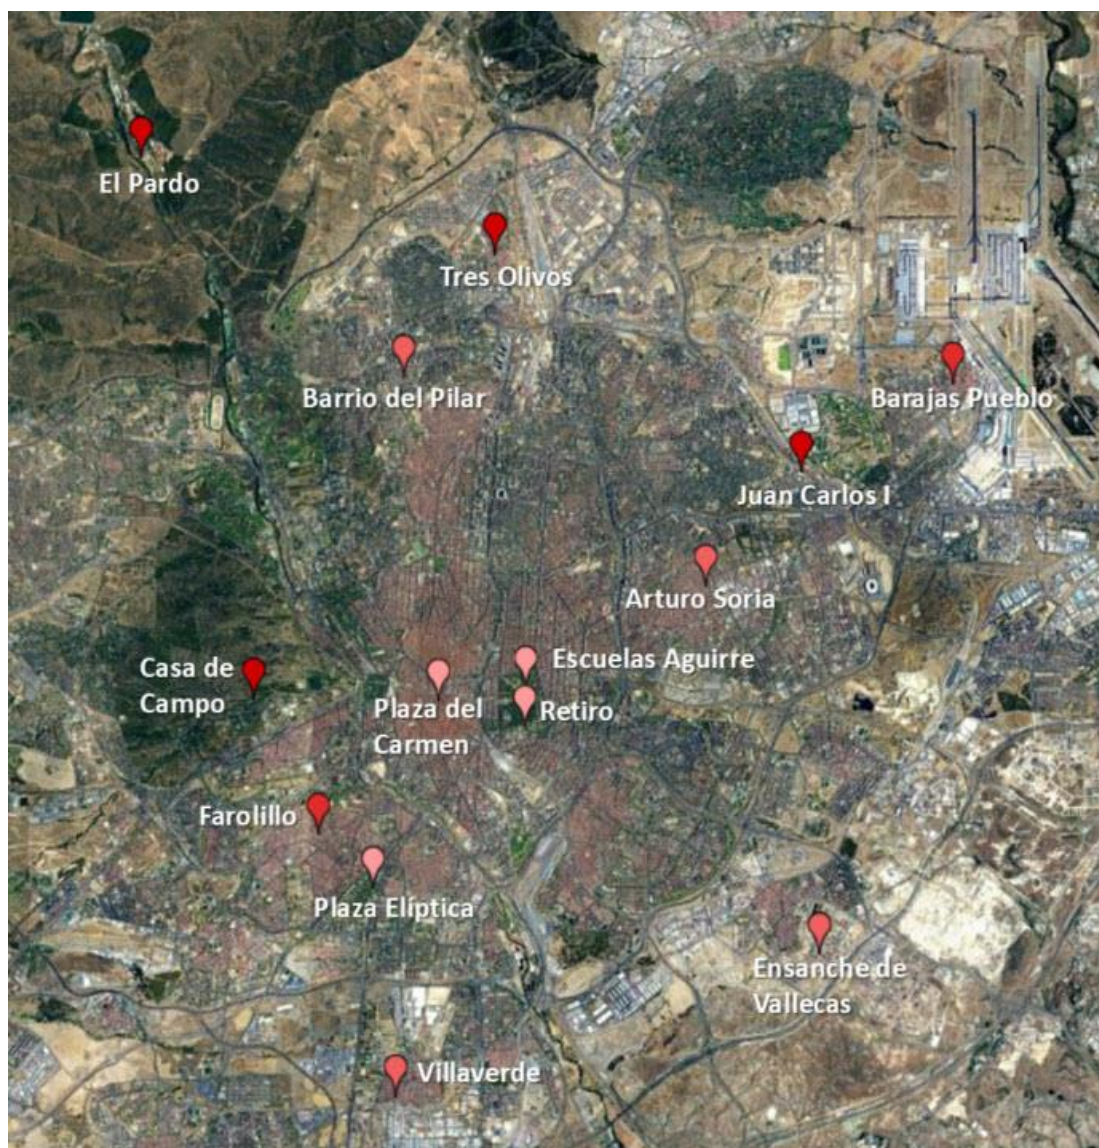 El Pardo
Tres Olivos
Barrio del Pilar
Barajas Pueblo
Juan Carlos I
Arturo Soria
Escuelas Aguirre
Casa de
Campo
Plaza del
Carmen
Retiro
Farolillo
Plaza Elíptica
Ensanche de
Vallecas
Villaverde